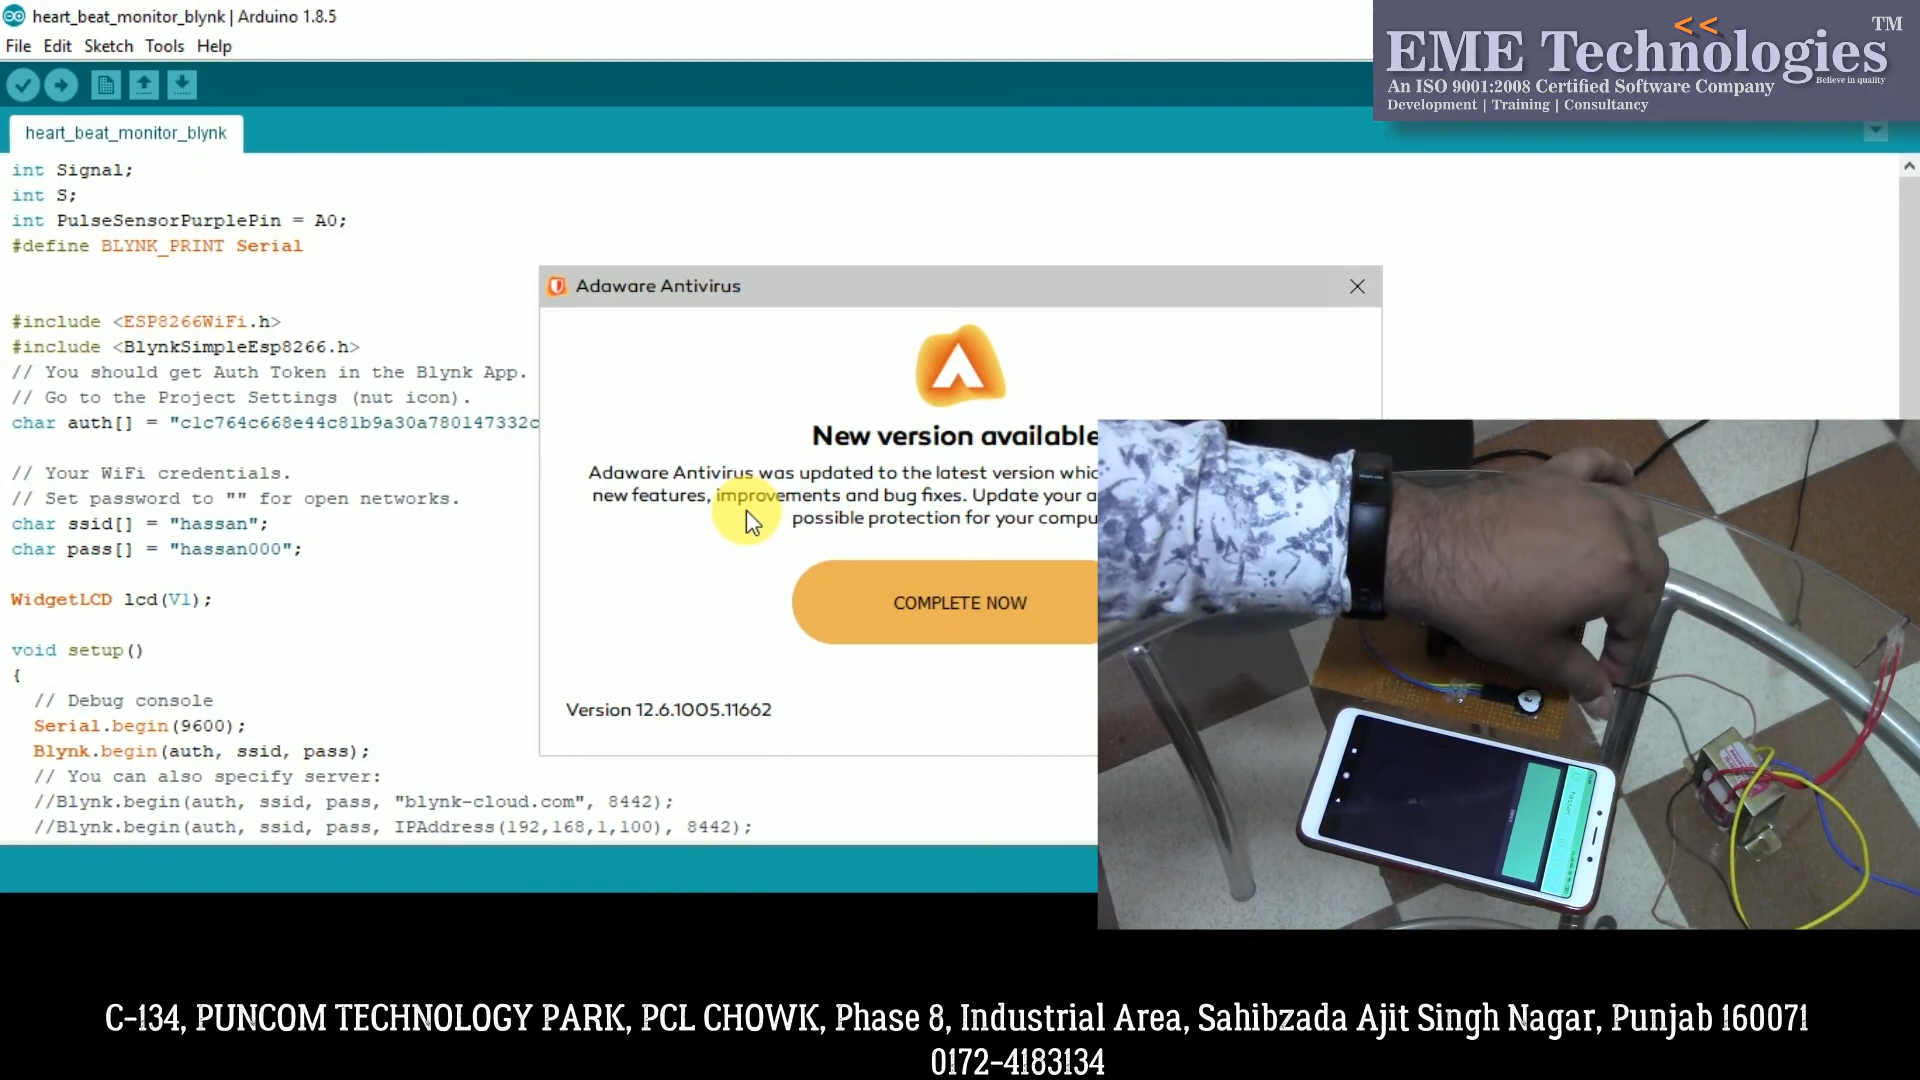 heart_beat_monitor_blynk | Arduino 1.8.5
File Edit Sketch Tools Help
<<
TM
EME Technologies
Believe in quality
An ISO 9001:2008 Certified Software Company
Development | Training | Consultancy
heart_beat_monitor_blynk
int Signal;
int S;
int PulseSensorPurplePin = A0;
#define BLYNK_PRINT Serial
#include <ESP8266WiFi.h>
#include <BlynkSimpleEsp8266.h>
// You should get Auth Token in the Blynk App.
// Go to the Project Settings (nut icon).
char auth[] = "c1c764c668e44c81b9a30a780147332c
// Your WiFi credentials.
// Set password to "" for open networks.
char ssid[] = "hassan";
char pass[] = "hassan000";
WidgetLCD lcd(V1);
void setup()
{
// Debug console
Serial.begin(9600);
Blynk.begin(auth, ssid, pass);
// You can also specify server:
//Blynk.begin(auth, ssid, pass, "blynk-cloud.com", 8442);
//Blynk.begin(auth, ssid, pass, IPAddress(192,168,1,100), 8442);
Adaware Antivirus
New version available
Adaware Antivirus was updated to the latest version whic
new features, improvements and bug fixes. Update your a
possible protection for your compu
COMPLETE NOW
Version 12.6.1005.11662
C-134, PUNCOM TECHNOLOGY PARK, PCL CHOWK, Phase 8, Industrial Area, Sahibzada Ajit Singh Nagar, Punjab 160071
0172-4183134